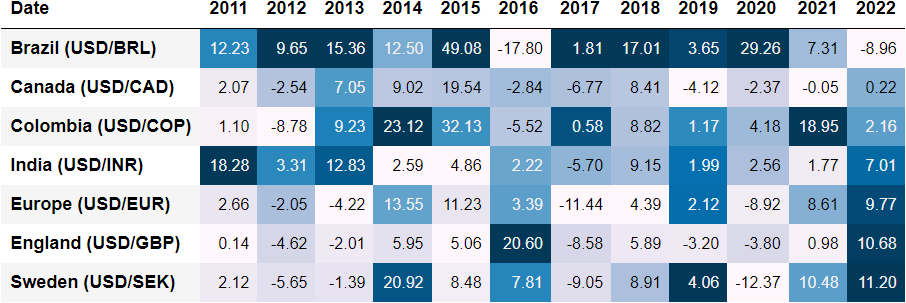 Date 2011 2012 2013 2014 2015 2016 2017 2018 2019 2020 2021 2022
Brazil (USD/BRL) 12.23 9.65 15.36 12.50 49.08 -17.80 1.81 17.01 3.65 29.26 7.31 -8.96
Canada (USD/CAD) 2.07 -2.54 7.05 9.02 19.54 -2.84 -6.77 8.41 -4.12 -2.37 -0.05 0.22
Colombia (USD/COP) 1.10 -8.78 9.23 23.12 32.13 -5.52 0.58 8.82 1.17 4.18 18.95 2.16
India (USD/INR) 18.28 3.31 12.83 2.59 4.86 2.22 -5.70 9.15 1.99 2.56 1.77 7.01
Europe (USD/EUR) 2.66 -2.05 -4.22 13.55 11.23 3.39 -11.44 4.39 2.12 -8.92 8.61 9.77
England (USD/GBP) 0.14 -4.62 -2.01 5.95 5.06 20.60 -8.58 5.89 -3.20 -3.80 0.98 10.68
Sweden (USD/SEK) 2.12 -5.65 -1.39 20.92 8.48 7.81 -9.05 8.91 4.06 -12.37 10.48 11.20